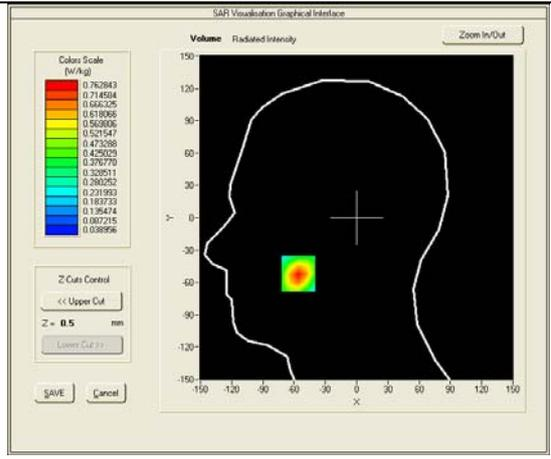 SAR Visualisation Graphical Interface
Volume Radiated Intensity
Zoom In/Out
Colors Scale
(W/kg)
0.762843
0.714584
0.666325
0.618066
0.569806
0.521547
0.473288
0.425029
0.376770
0.328511
0.280252
0.231993
0.183733
0.135474
0.087215
0.038956
Z Cuts Control
<< Upper Cut
Z = 0.5 mm
Lower Cut >>
SAVE Cancel
150
120
90
60
30
0
-30
-60
-90
-120
-150
Y
-150 -120 -90 -60 -30 0 30 60 90 120 150
X